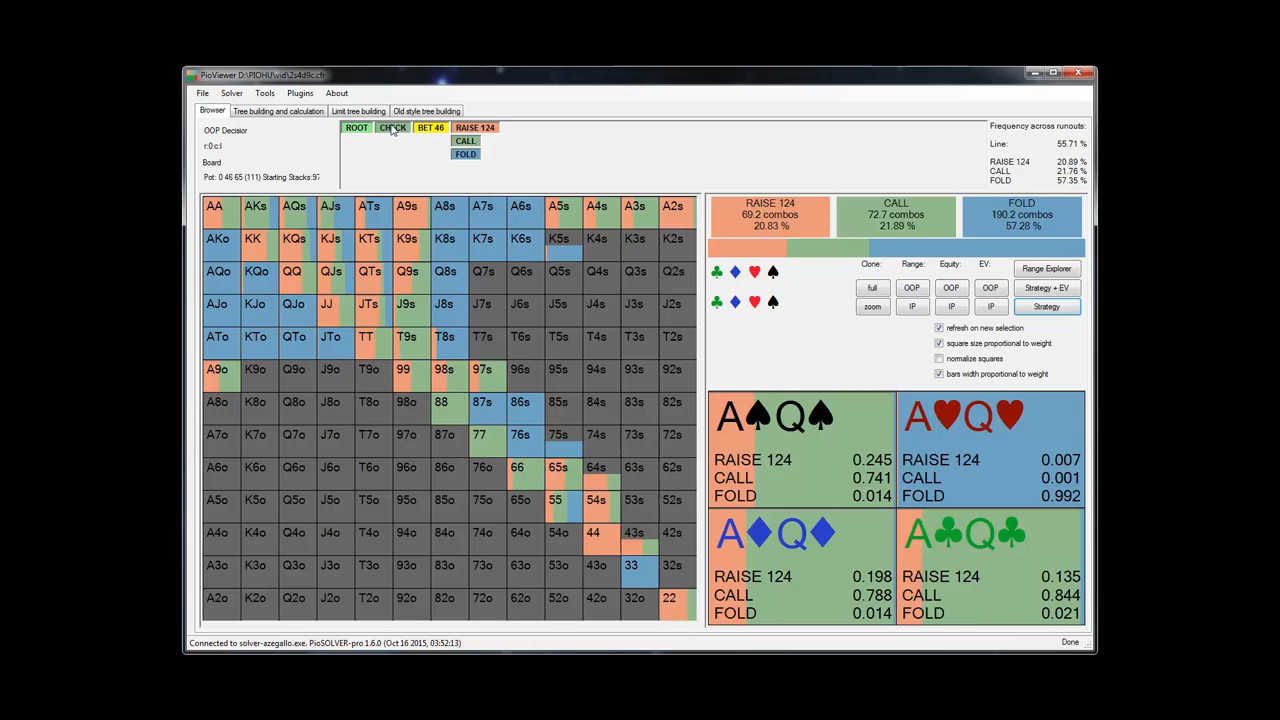 PioViewer D:\PIOHU\vid\2s4d9c.cfr
File Solver Tools Plugins About
Browser Tree building and calculation Limit tree building Old style tree building
OOP Decisior
r:0:c:l
Board
Pot: 0 46 65 (111) Starting Stacks:97
ROOT CHECK BET 46 RAISE 124
CALL
FOLD
Frequency across runouts:
Line: 55.71 %
RAISE 124 20.89 %
CALL 21.76 %
FOLD 57.35 %
AA AKs AQs AJs ATs A9s A8s A7s A6s A5s A4s A3s A2s
AKo KK KQs KJs KTs K9s K8s K7s K6s K5s K4s K3s K2s
AQo KQo QQ QJs QTs Q9s Q8s Q7s Q6s Q5s Q4s Q3s Q2s
AJo KJo QJo JJ JTs J9s J8s J7s J6s J5s J4s J3s J2s
ATo KTo QTo JTo TT T9s T8s T7s T6s T5s T4s T3s T2s
A9o K9o Q9o J9o T9o 99 98s 97s 96s 95s 94s 93s 92s
A8o K8o Q8o J8o T8o 98o 88 87s 86s 85s 84s 83s 82s
A7o K7o Q7o J7o T7o 97o 87o 77 76s 75s 74s 73s 72s
A6o K6o Q6o J6o T6o 96o 86o 76o 66 65s 64s 63s 62s
A5o K5o Q5o J5o T5o 95o 85o 75o 65o 55 54s 53s 52s
A4o K4o Q4o J4o T4o 94o 84o 74o 64o 54o 44 43s 42s
A3o K3o Q3o J3o T3o 93o 83o 73o 63o 53o 43o 33 32s
A2o K2o Q2o J2o T2o 92o 82o 72o 62o 52o 42o 32o 22
RAISE 124 CALL FOLD
69.2 combos 72.7 combos 190.2 combos
20.83 % 21.89 % 57.28 %
♣ ♦ ♥ ♠
♣ ♦ ♥ ♠
Clone: Range: Equity: EV: Range Explorer
full OOP OOP OOP Strategy + EV
zoom IP IP IP Strategy
refresh on new selection
square size proportional to weight
normalize squares
bars width proportional to weight
A♠Q♠ A♥Q♥
RAISE 124 0.245 RAISE 124 0.007
CALL 0.741 CALL 0.001
FOLD 0.014 FOLD 0.992
A♦Q♦ A♣Q♣
RAISE 124 0.198 RAISE 124 0.135
CALL 0.788 CALL 0.844
FOLD 0.014 FOLD 0.021
Connected to solver-azegallo.exe. PioSOLVER-pro 1.6.0 (Oct 16 2015, 03:52:13) Done